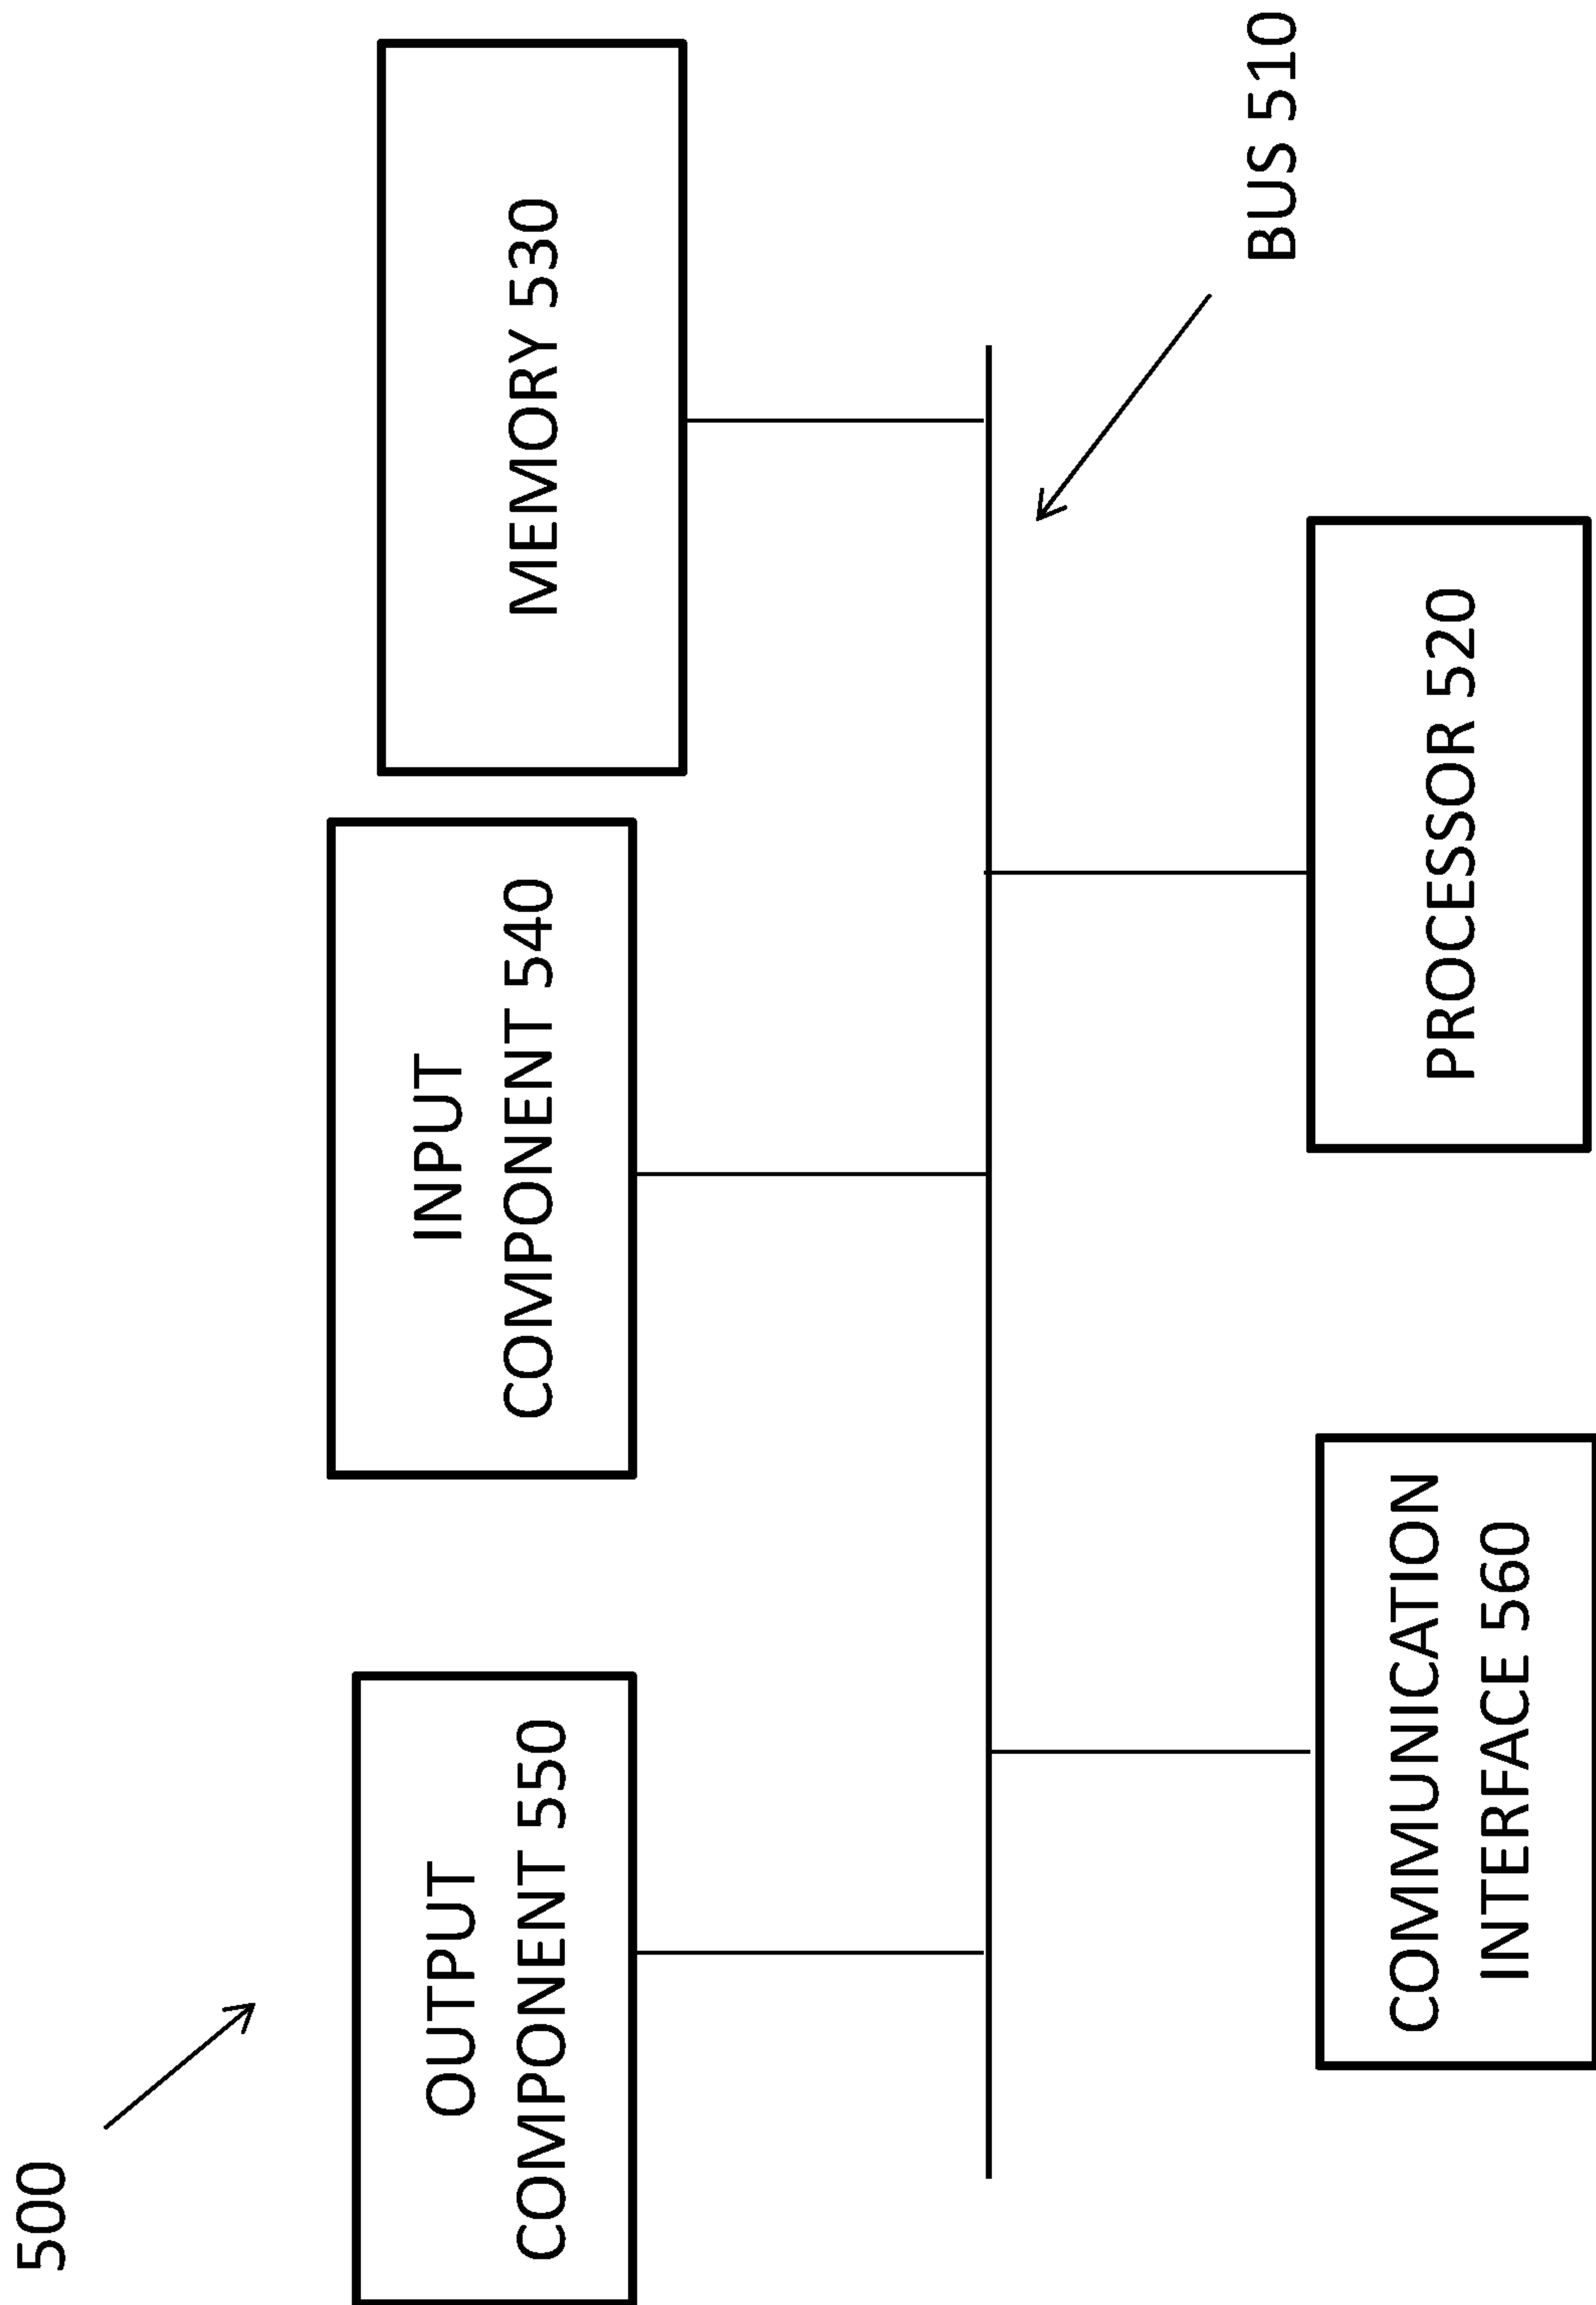 500
OUTPUT
COMPONENT 550
INPUT
COMPONENT 540
MEMORY 530
BUS 510
COMMUNICATION
INTERFACE 560
PROCESSOR 520